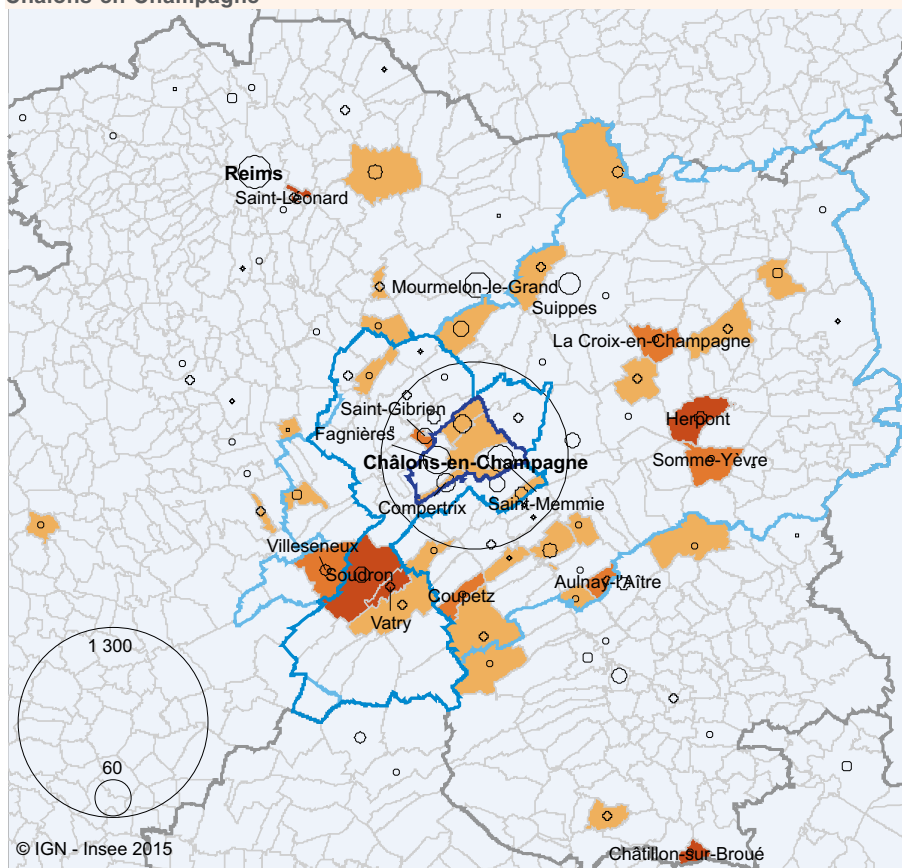 Châlons-en-Champagne
Reims
Saint-Léonard
Mourmelon-le-Grand
Suippes
La Croix-en-Champagne
Saint-Gibrien
Herpont
Fagnières
Châlons-en-Champagne
Somme-Yèvre
Compertrix
Saint-Memmie
Villeseneux
Soudron
Aulnay-l'Aître
Coupetz
Vatry
1 300
60
© IGN - Insee 2015
Châtillon-sur-Broué